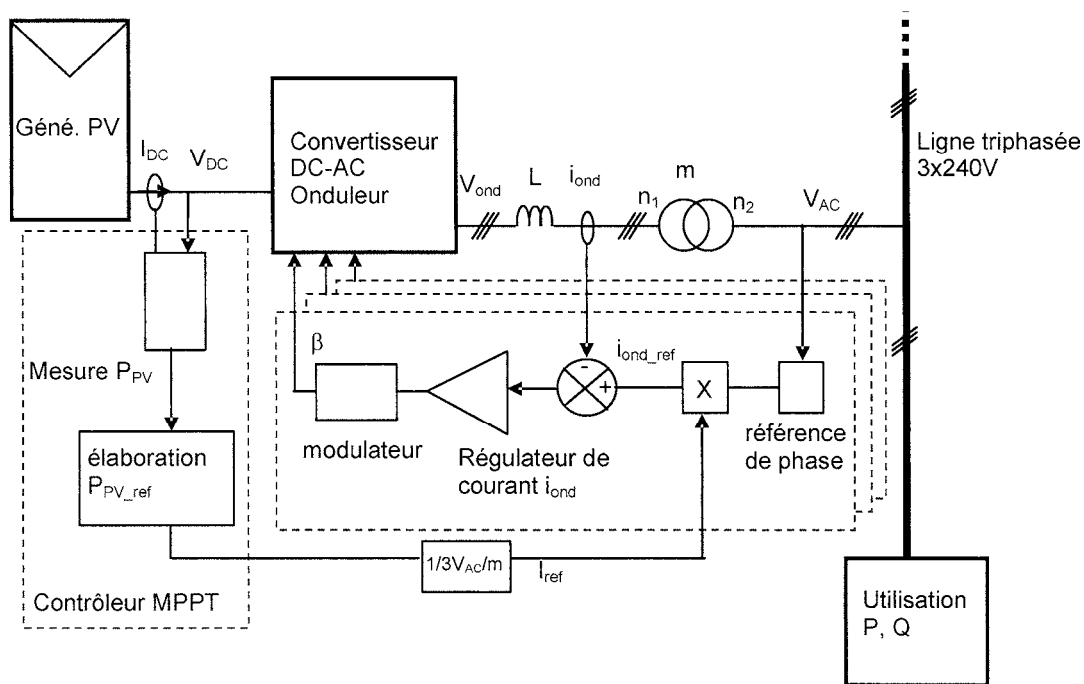 Géné. PV
I_DC
V_DC
Convertisseur
DC-AC
Onduleur
V_ond
L
i_ond
n_1
m
n_2
V_AC
Ligne triphasée
3x240V
Mesure P_PV
élaboration
P_PV_ref
Contrôleur MPPT
β
modulateur
Régulateur de
courant i_ond
-
+
i_ond_ref
X
référence
de phase
1/3V_AC/m
I_ref
Utilisation
P, Q